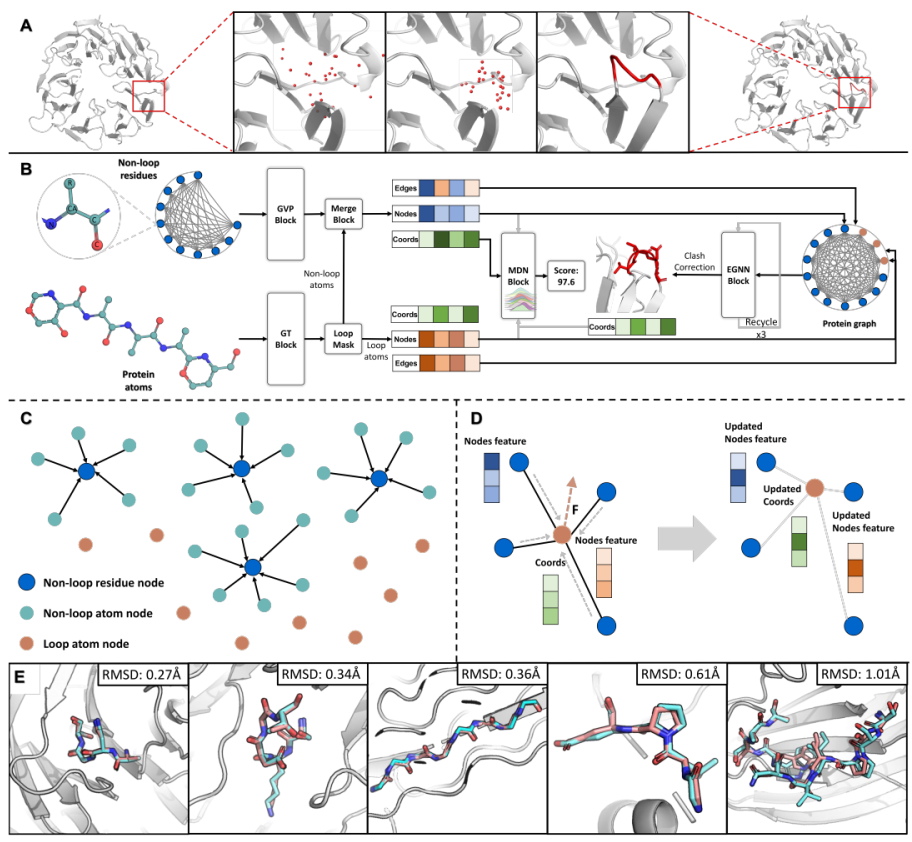 A
B
Non-loop
residues
R
CA
N
C
C
GVP
Block
Merge
Block
Edges
Nodes
Coords
Non-loop
atoms
MDN
Block
Score:
97.6
Clash
Correction
EGNN
Block
Recycle
x3
Protein graph
Protein
atoms
GT
Block
Loop
Mask
Loop
atoms
Coords
Nodes
Edges
Coords
C
Non-loop residue node
Non-loop atom node
Loop atom node
D
Nodes feature
F
Nodes feature
Coords
Updated
Nodes feature
Updated
Coords
Updated
Nodes feature
E
RMSD: 0.27Å
RMSD: 0.34Å
RMSD: 0.36Å
RMSD: 0.61Å
RMSD: 1.01Å